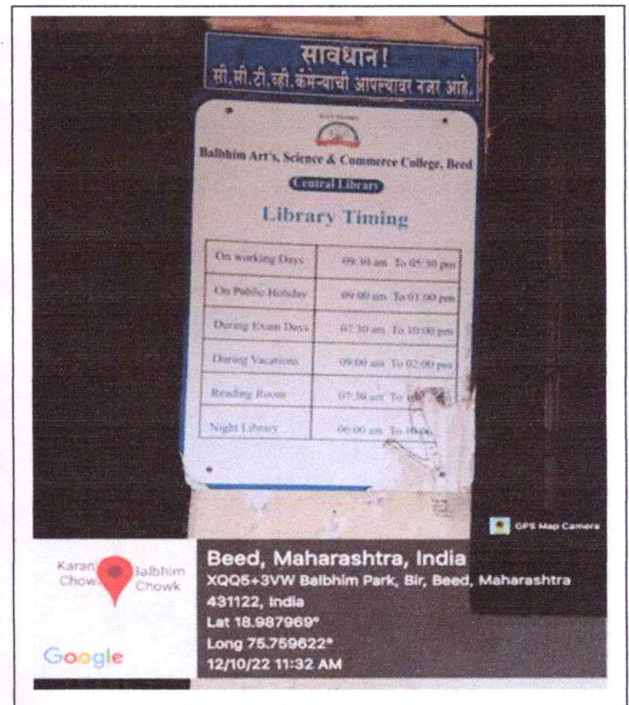 सावधान!
सी.सी.टी.व्ही.कॅमेऱ्याची आपल्यावर नजर आहे.
Balbhim Art's, Science & Commerce College, Beed
Central Library
Library Timing
On working Days 09:30 am To 05:30 pm
On Public Holiday 09:00 am To 01:00 pm
During Exam Days 07:30 am To 10:00 pm
During Vacations 09:00 am To 02:00 pm
Reading Room 07:30 am To
Night Library 06:00 am To 10:00
GPS Map Camera
Karan Chow
Balbhim Chowk
Google
Beed, Maharashtra, India
XQQ5+3VW Balbhim Park, Bir, Beed, Maharashtra
431122, India
Lat 18.987969°
Long 75.759622°
12/10/22 11:32 AM